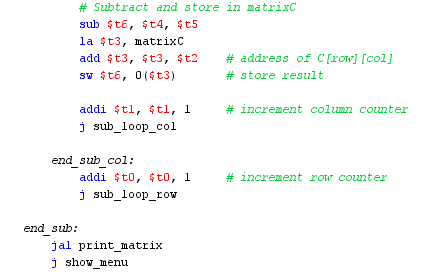 # Subtract and store in matrixC
sub $t6, $t4, $t5
la $t3, matrixC
add $t3, $t3, $t2 # address of C[row][col]
sw $t6, 0($t3) # store result
addi $t1, $t1, 1 # increment column counter
j sub_loop_col
end_sub_col:
addi $t0, $t0, 1 # increment row counter
j sub_loop_row
end_sub:
jal print_matrix
j show_menu